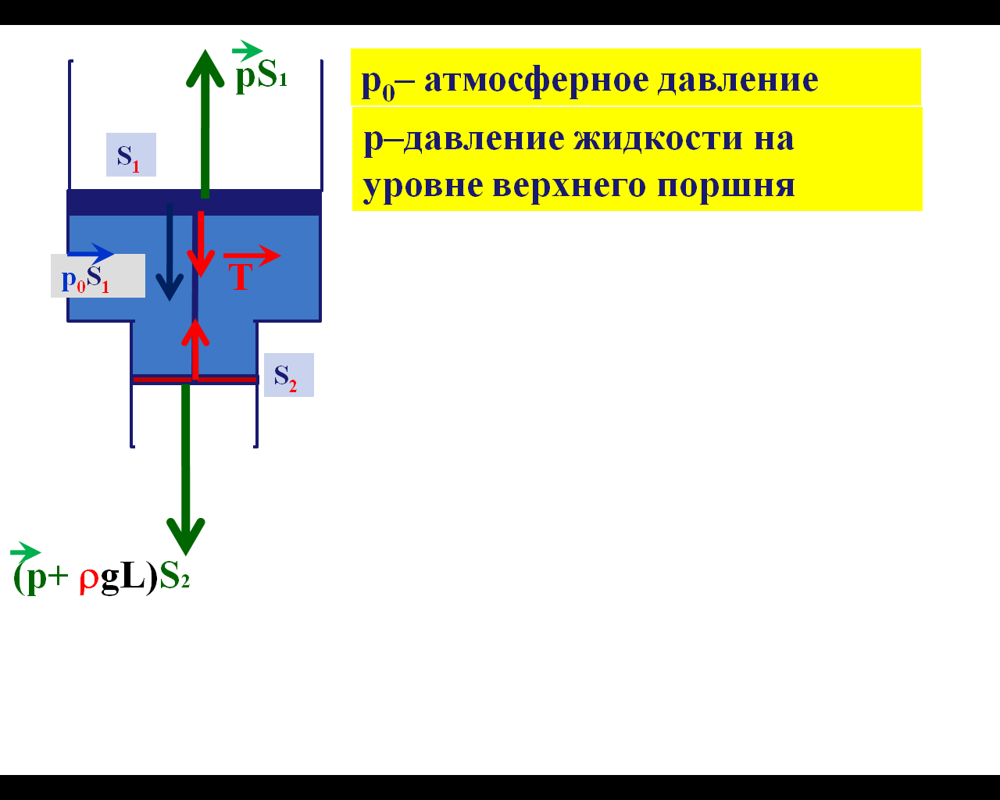 pS₁
p₀– атмосферное давление
p–давление жидкости на
уровне верхнего поршня
S₁
p₀S₁
T
S₂
(p+ ρgL)S₂